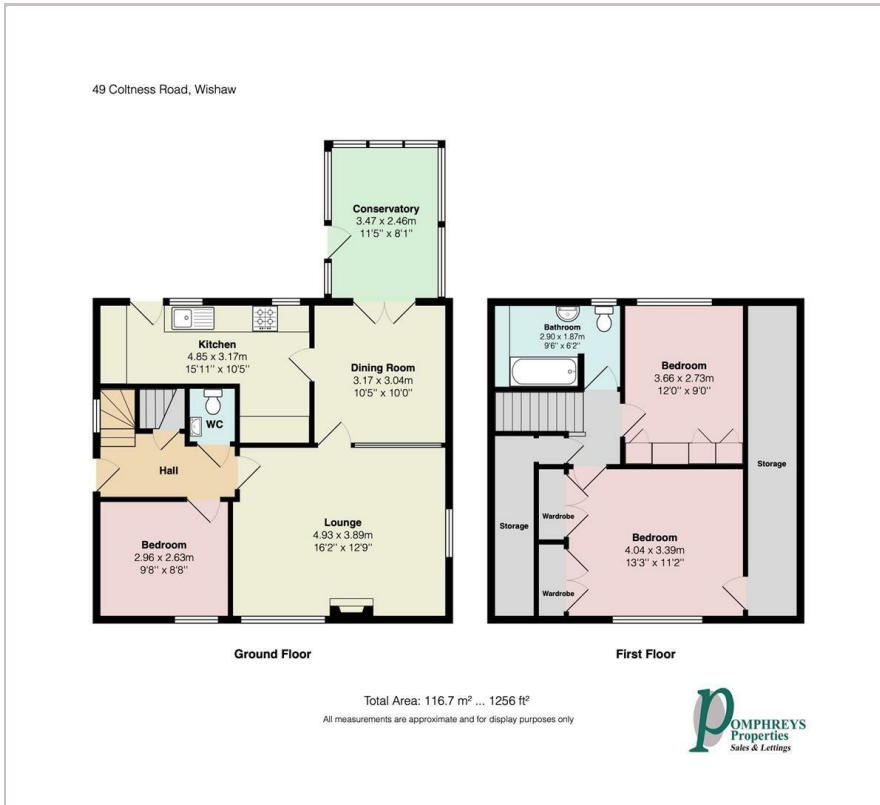 49 Coltness Road, Wishaw
Conservatory
3.47 x 2.46m
11'5'' x 8'1''
Kitchen
4.85 x 3.17m
15'11'' x 10'5''
Dining Room
3.17 x 3.04m
10'5'' x 10'0''
WC
Hall
Lounge
4.93 x 3.89m
16'2'' x 12'9''
Bedroom
2.96 x 2.63m
9'8'' x 8'8''
Ground Floor
Bathroom
2.90 x 1.87m
9'6'' x 6'2''
Bedroom
3.66 x 2.73m
12'0'' x 9'0''
Storage
Storage
Wardrobe
Bedroom
4.04 x 3.39m
13'3'' x 11'2''
Wardrobe
First Floor
Total Area: 116.7 m² ... 1256 ft²
All measurements are approximate and for display purposes only
POMPHREYS
Properties
Sales & Lettings